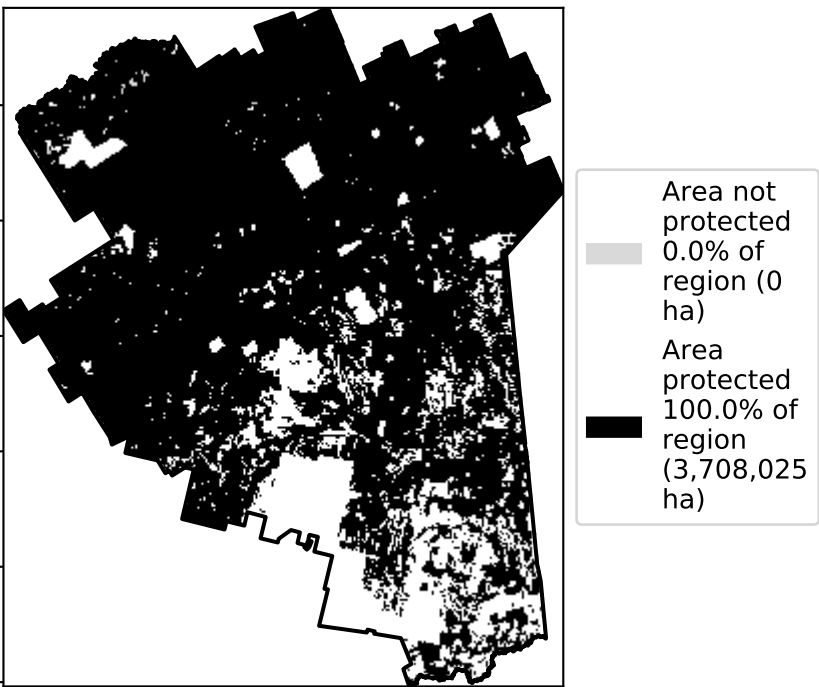 Area not
protected
0.0% of
region (0
ha)
Area
protected
100.0% of
region
(3,708,025
ha)